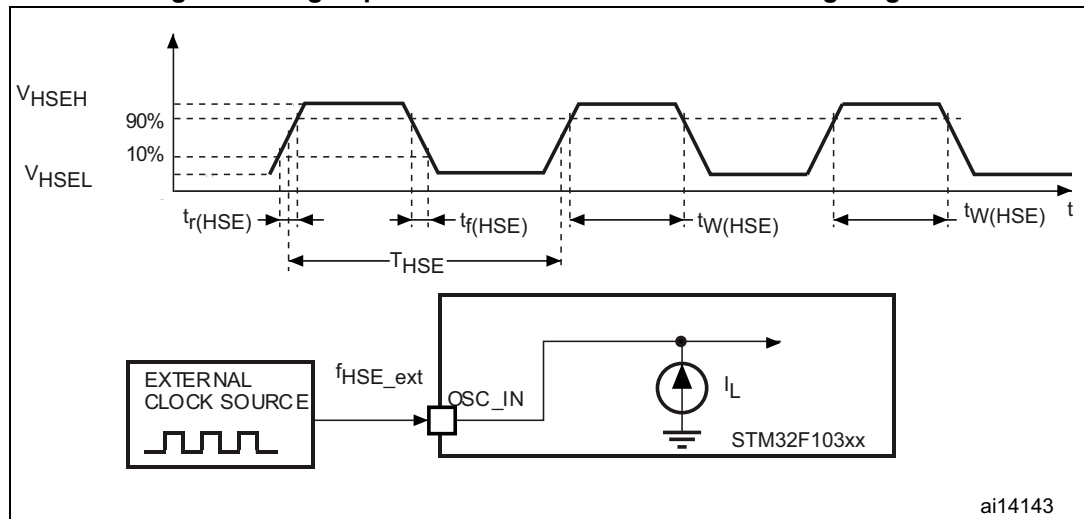 VHSEH
90%
10%
VHSEL
tr(HSE)
tf(HSE)
tW(HSE)
tW(HSE)
t
THSE
EXTERNAL
CLOCK SOURCE
fHSE_ext
OSC_IN
IL
STM32F103xx
ai14143